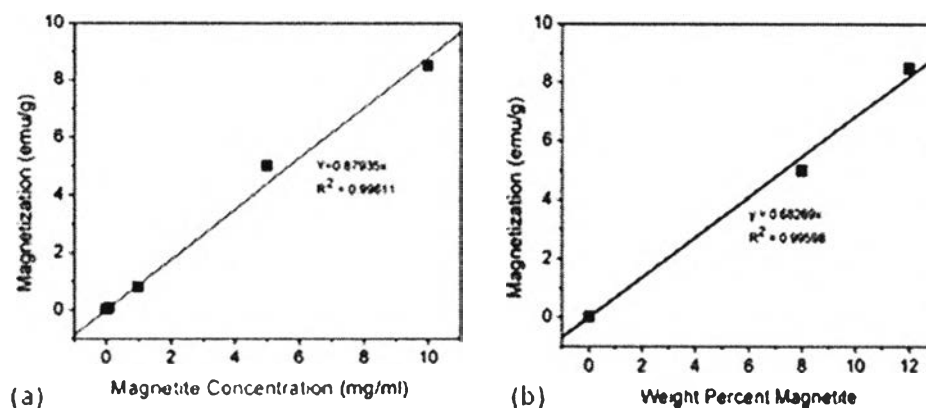 10
8
6
4
2
0
Magnetization (emu/g)
Y=0.87935x
R² = 0.99611
0 2 4 6 8 10
Magnetite Concentration (mg/ml)
(a)
10
8
6
4
2
0
Magnetization (emu/g)
y = 0.68269x
R² = 0.99598
0 2 4 6 8 10 12
Weight Percent Magnetite
(b)